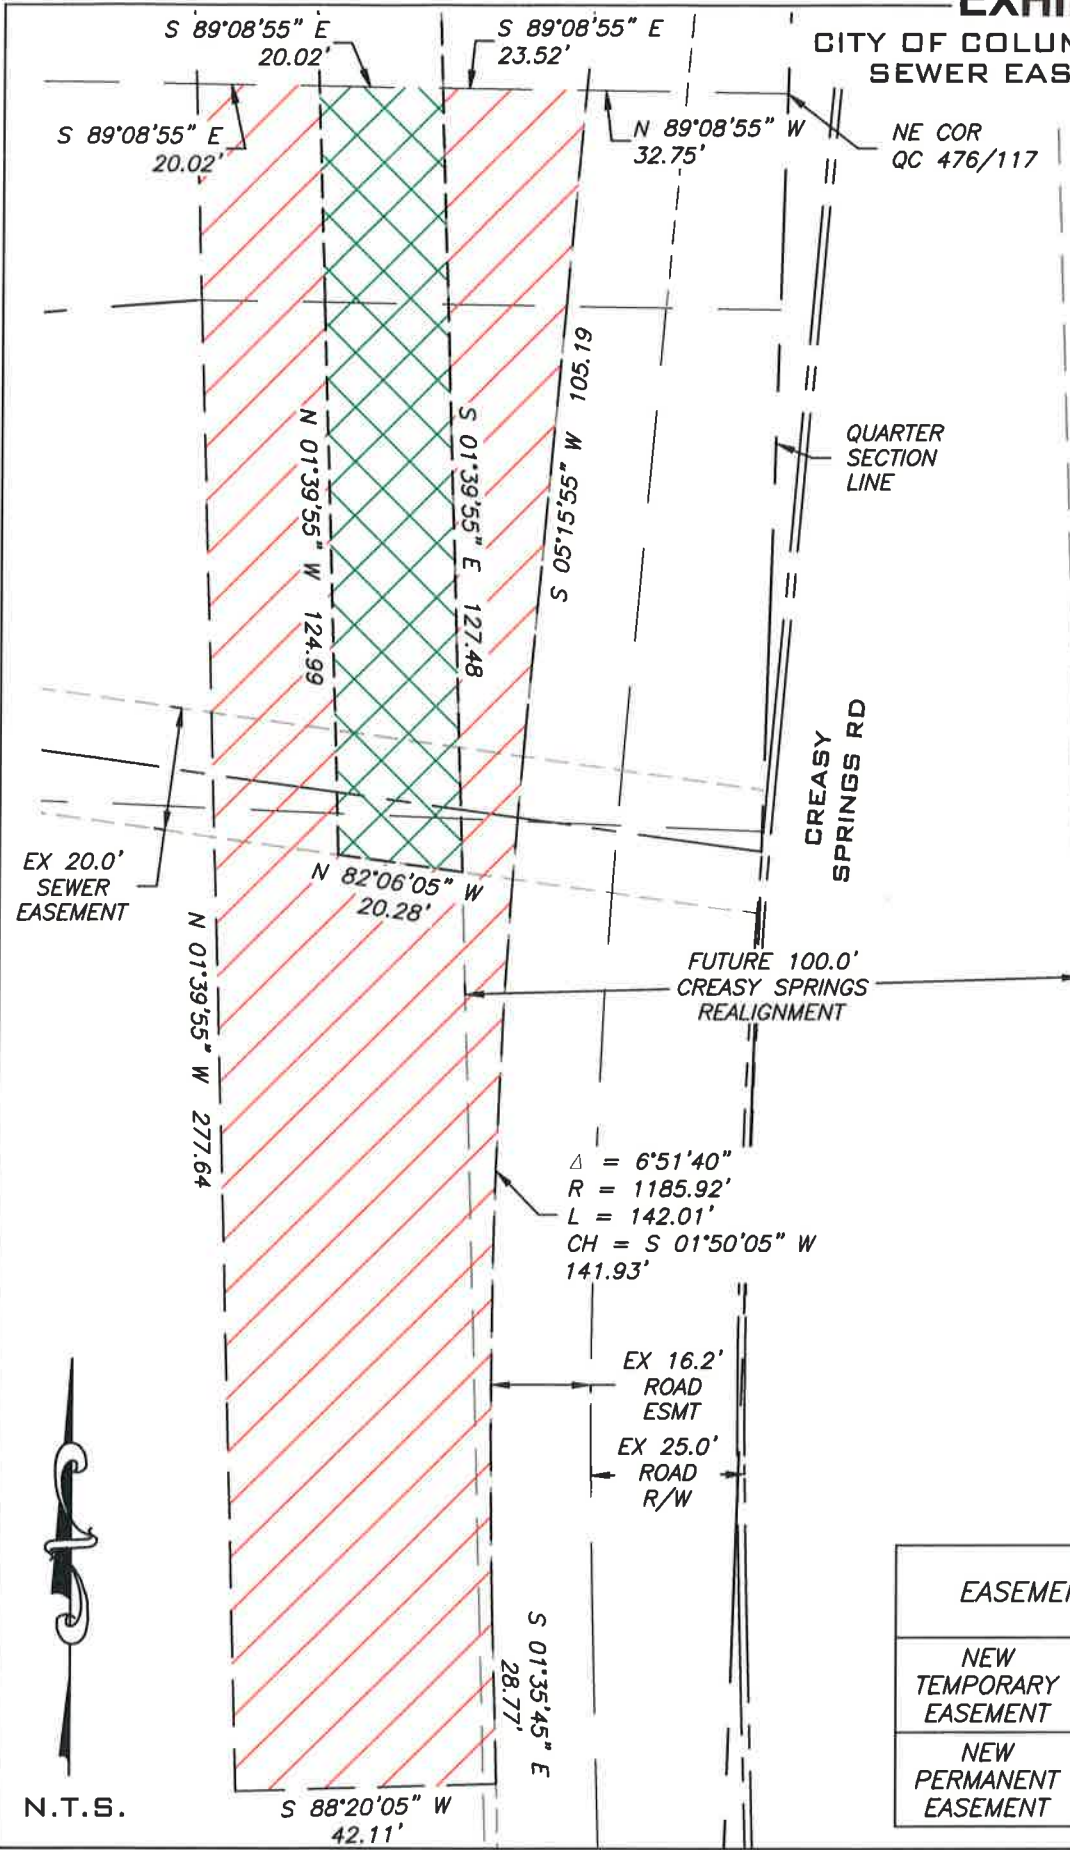 S 89°08'55" E
20.02'
S 89°08'55" E
23.52'
CITY OF
SEWER
S 89°08'55" E
20.02'
N 89°08'55" W
32.75'
NE COR
QC 476/117
S 05°15'55" W 105.19
N 01°39'55" W 124.99
S 01°39'55" E 127.48
QUARTER
SECTION
LINE
CREASY
SPRINGS RD
EX 20.0'
SEWER
EASEMENT
N 82°06'05" W
20.28'
N 01°39'55" W 277.64
FUTURE 100.0'
CREASY SPRINGS
REALIGNMENT
Δ = 6°51'40"
R = 1185.92'
L = 142.01'
CH = S 01°50'05" W
141.93'
EX 16.2'
ROAD
ESMT
EX 25.0'
ROAD
R/W
S 01°35'45" E
28.77'
N.T.S.
S 88°20'05" W
42.11'
EASEME
NEW
TEMPORARY
EASEMENT
NEW
PERMANENT
EASEMENT